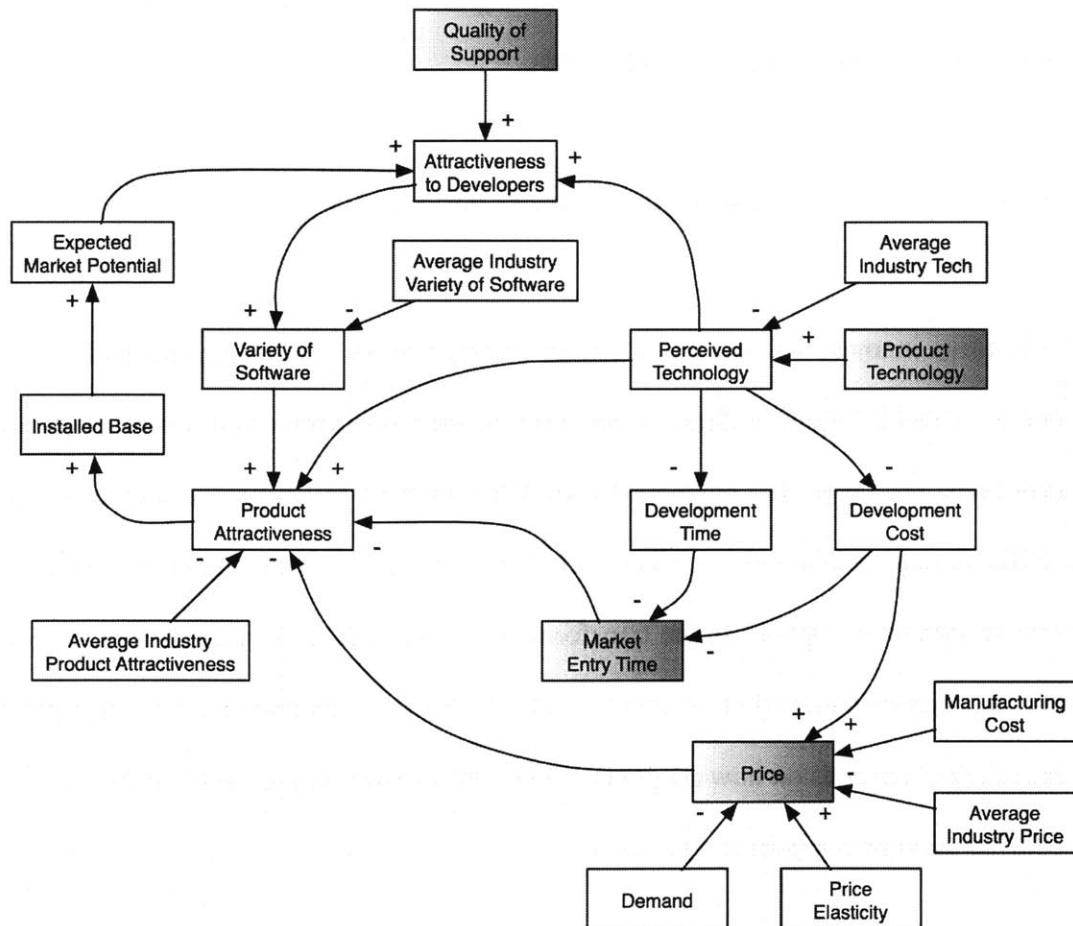 Quality of
Support
+
+
+
Attractiveness
to Developers
Expected
Market Potential
Average Industry
Variety of Software
Average
Industry Tech
+
+
-
-
+
Variety of
Software
Perceived
Technology
Product
Technology
Installed Base
+
+
+
-
-
Product
Attractiveness
Development
Time
Development
Cost
-
-
-
-
-
Average Industry
Product Attractiveness
Market
Entry Time
Manufacturing
Cost
+
+
Price
-
-
+
Average
Industry Price
Demand
Price
Elasticity